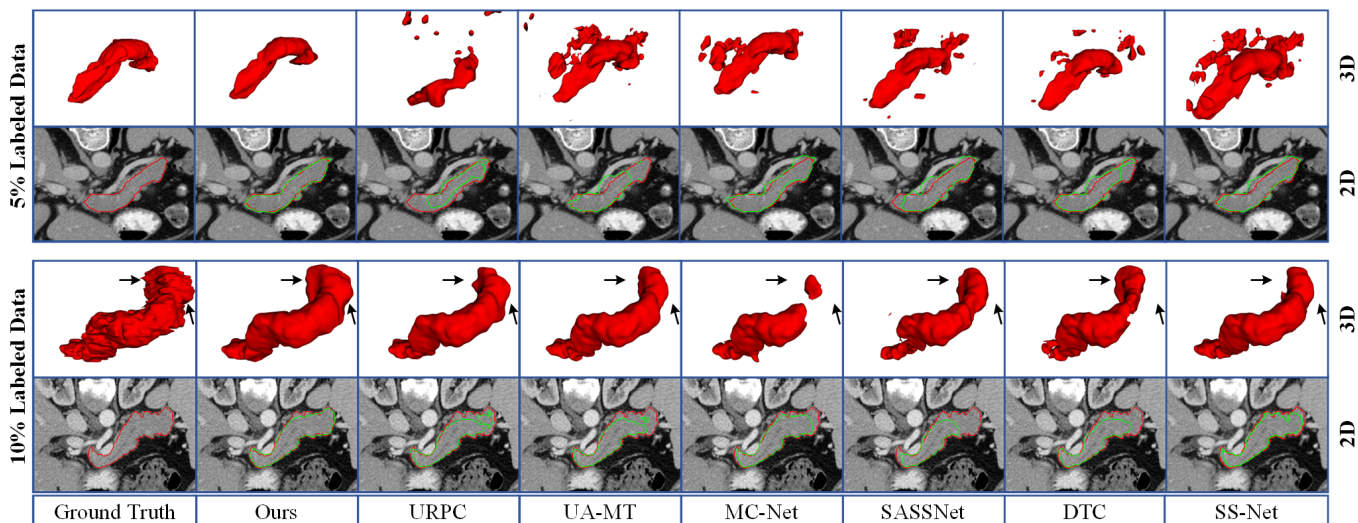 5% Labeled Data
3D
2D
10% Labeled Data
3D
2D
Ground Truth
Ours
URPC
UA-MT
MC-Net
SASSNet
DTC
SS-Net